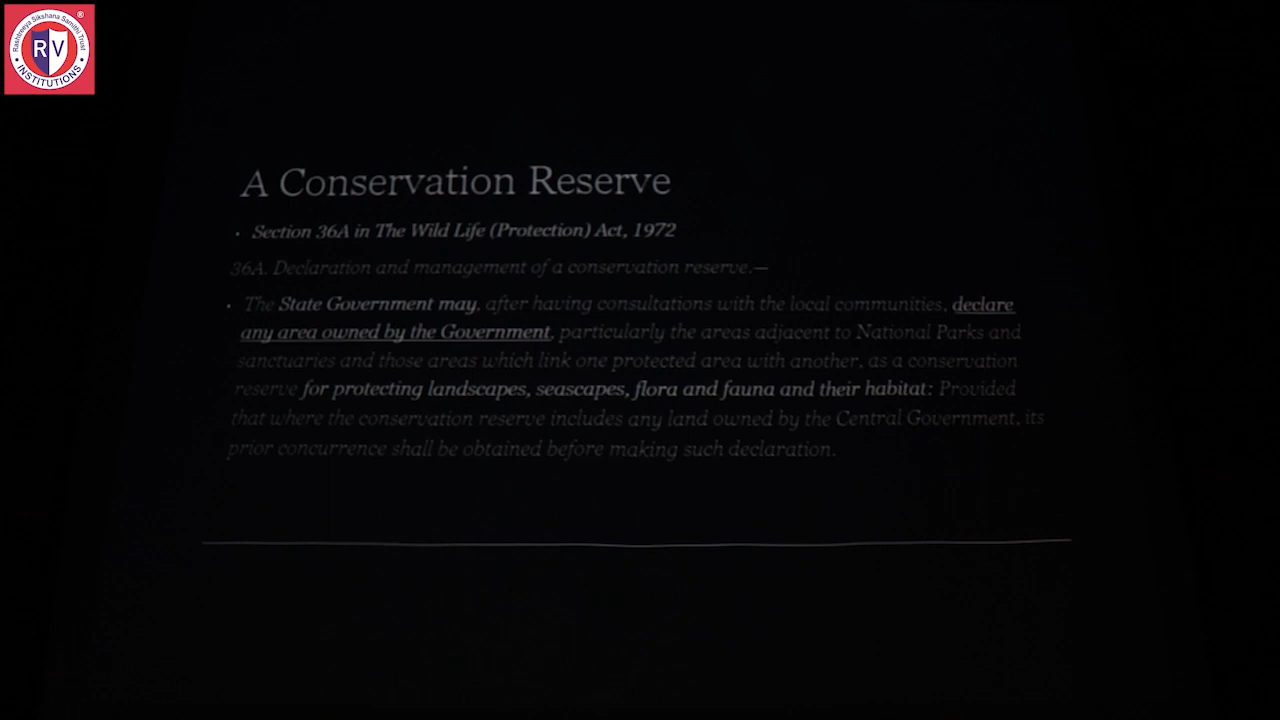 Rashtreeya Sikshana Samithi Trust
®
RV
INSTITUTIONS
A Conservation Reserve
• Section 36A in The Wild Life (Protection) Act, 1972
36A. Declaration and management of a conservation reserve.—
• The State Government may, after having consultations with the local communities, declare
any area owned by the Government, particularly the areas adjacent to National Parks and
sanctuaries and those areas which link one protected area with another, as a conservation
reserve for protecting landscapes, seascapes, flora and fauna and their habitat: Provided
that where the conservation reserve includes any land owned by the Central Government, its
prior concurrence shall be obtained before making such declaration.